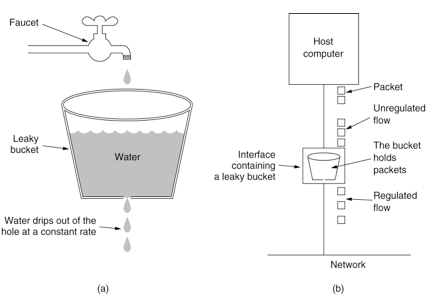 Faucet
Leaky
bucket
Water
Water drips out of the
hole at a constant rate
(a)
Host
computer
Packet
Unregulated
flow
Interface
containing
a leaky bucket
The bucket
holds
packets
Regulated
flow
Network
(b)